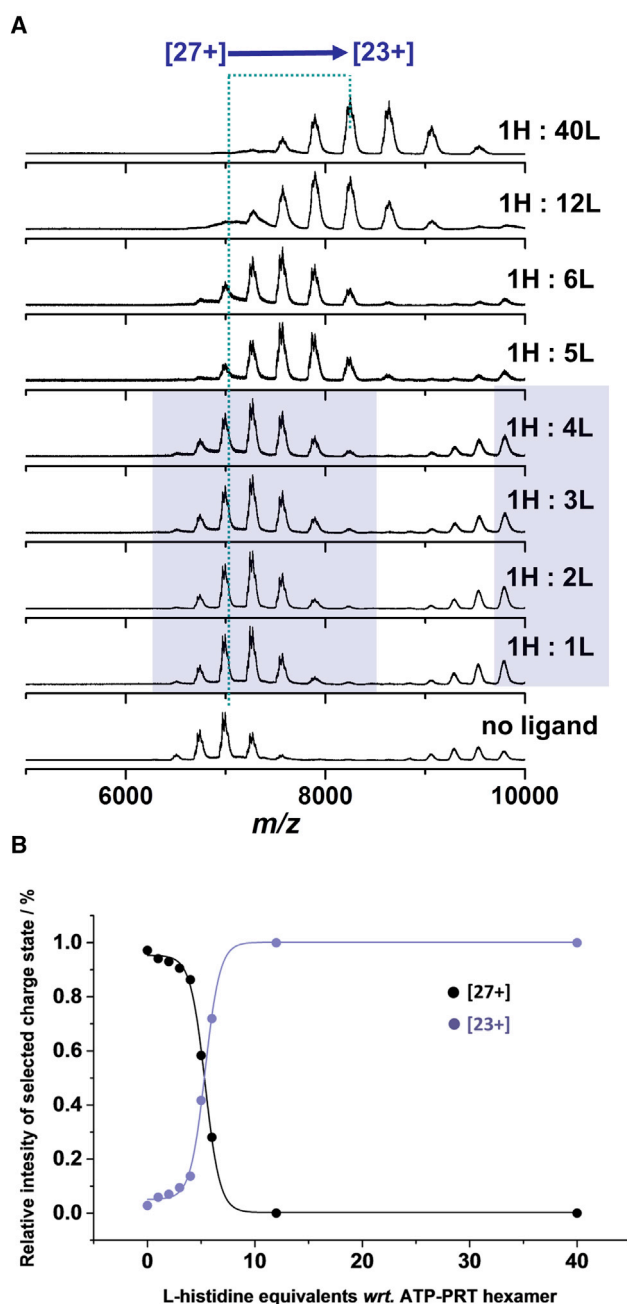 A
[27+] [23+]
1H : 40L
1H : 12L
1H : 6L
1H : 5L
1H : 4L
1H : 3L
1H : 2L
1H : 1L
no ligand
6000 8000 10000
m/z
B
Relative intesity of selected charge state / %
1.0
0.8
0.6
0.4
0.2
0.0
[27+]
[23+]
0 10 20 30 40
L-histidine equivalents wrt. ATP-PRT hexamer